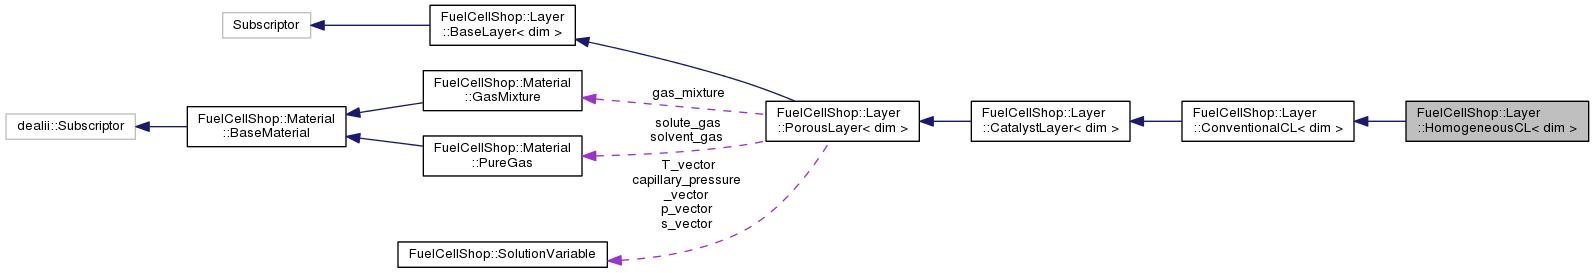 Subscriptor
FuelCellShop::Layer
::BaseLayer< dim >
FuelCellShop::Material
::GasMixture
gas_mixture
dealii::Subscriptor
FuelCellShop::Material
::BaseMaterial
FuelCellShop::Material
::PureGas
solute_gas
solvent_gas
FuelCellShop::Layer
::PorousLayer< dim >
FuelCellShop::Layer
::CatalystLayer< dim >
FuelCellShop::Layer
::ConventionalCL< dim >
FuelCellShop::Layer
::HomogeneousCL< dim >
T_vector
capillary_pressure
_vector
p_vector
s_vector
FuelCellShop::SolutionVariable